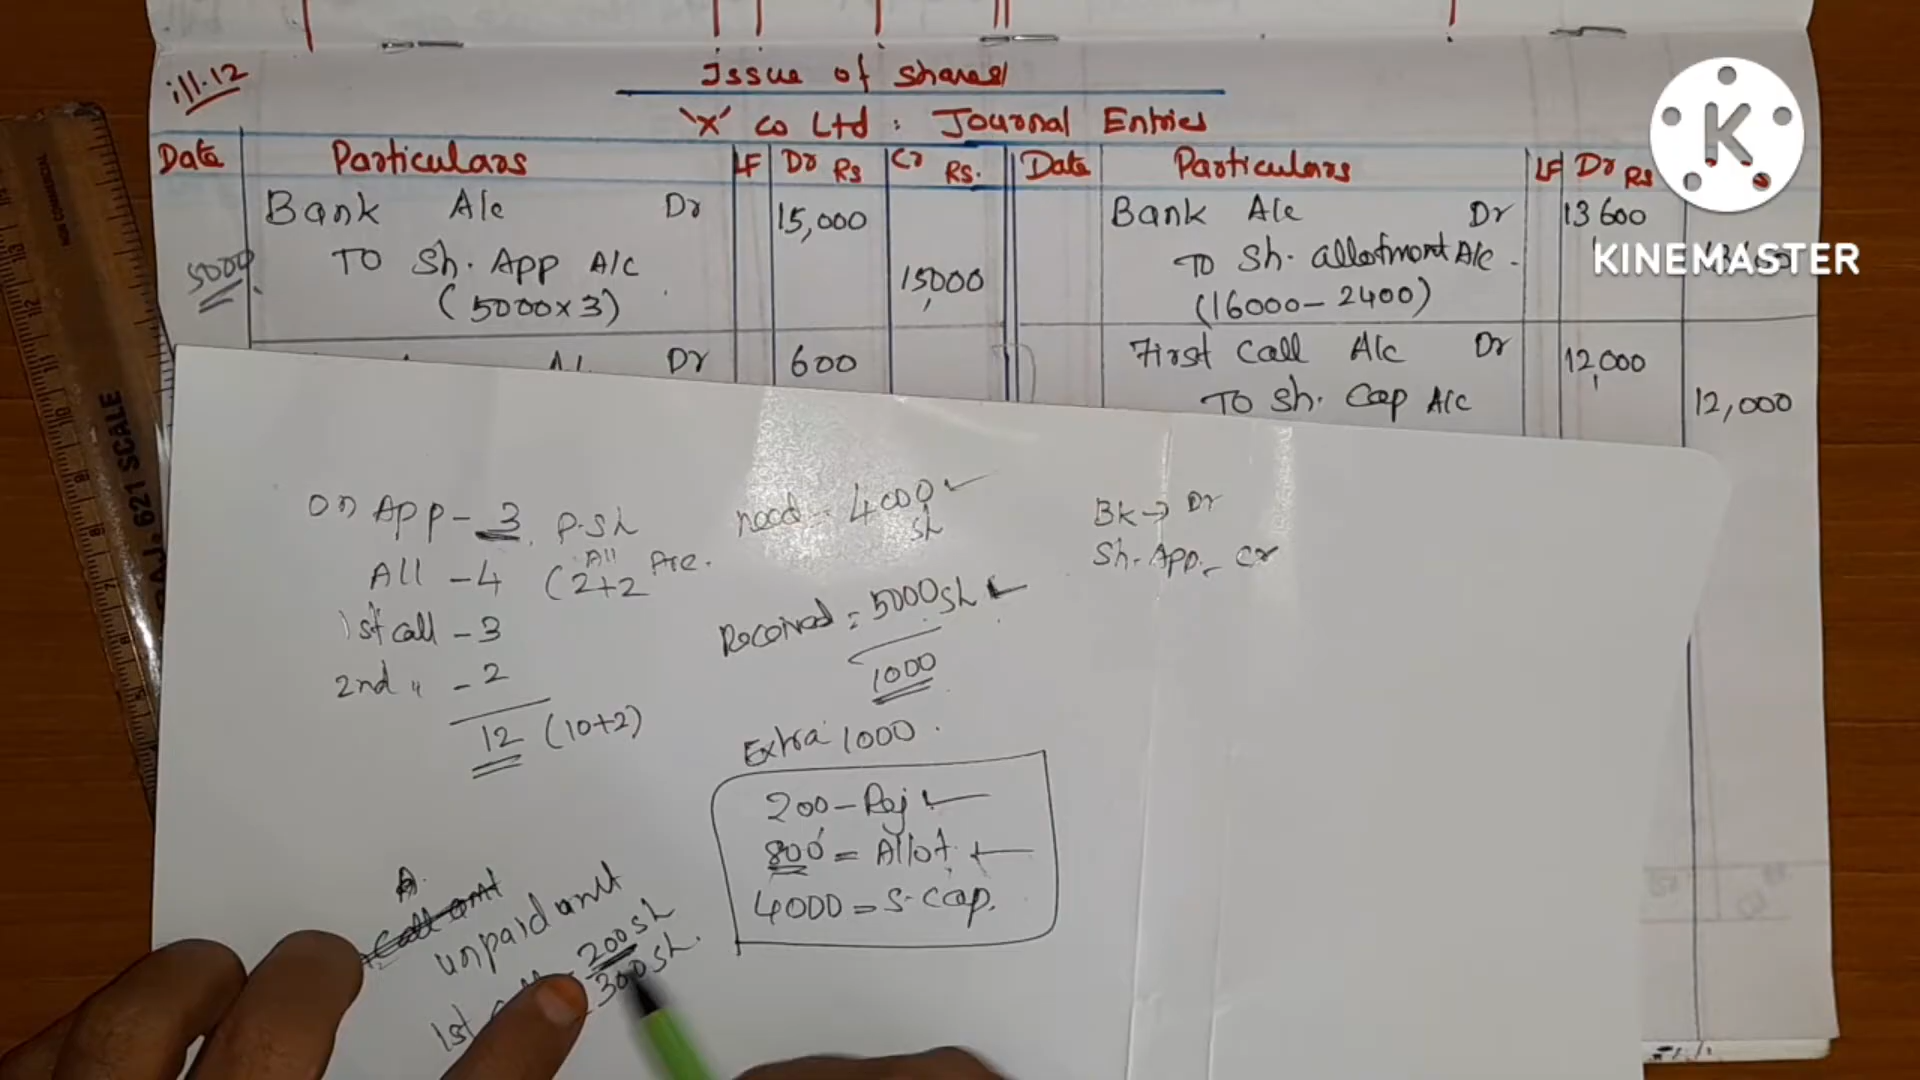 ill.12
Issue of shares
'X' Co Ltd : Journal Entries
Date Particulars LF Dr Rs Cr Rs. Date Particulars LF Dr Rs
Bank A/c Dr 15,000
5000 To Sh. App A/c 15,000
(5000x3)
Dr 600
Bank A/c Dr 13600
To Sh. allotment A/c
(16000-2400)
First Call A/c Dr 12,000
To Sh. Cap A/c 12,000
K
KINEMASTER
On App - 3 P.Sh
All - 4 (2+2 All Pre.
1st call - 3
2nd " - 2
12 (10+2)
need - 4000 sh
Received = 5000 sh
1000
Extra 1000
200 - Rej
800 = Allot
4000 = S. Cap.
Bk → Dr
Sh. App. - Cr
unpaid amt
200 sh
1st 300 sh.
RAJ. 621 SCALE